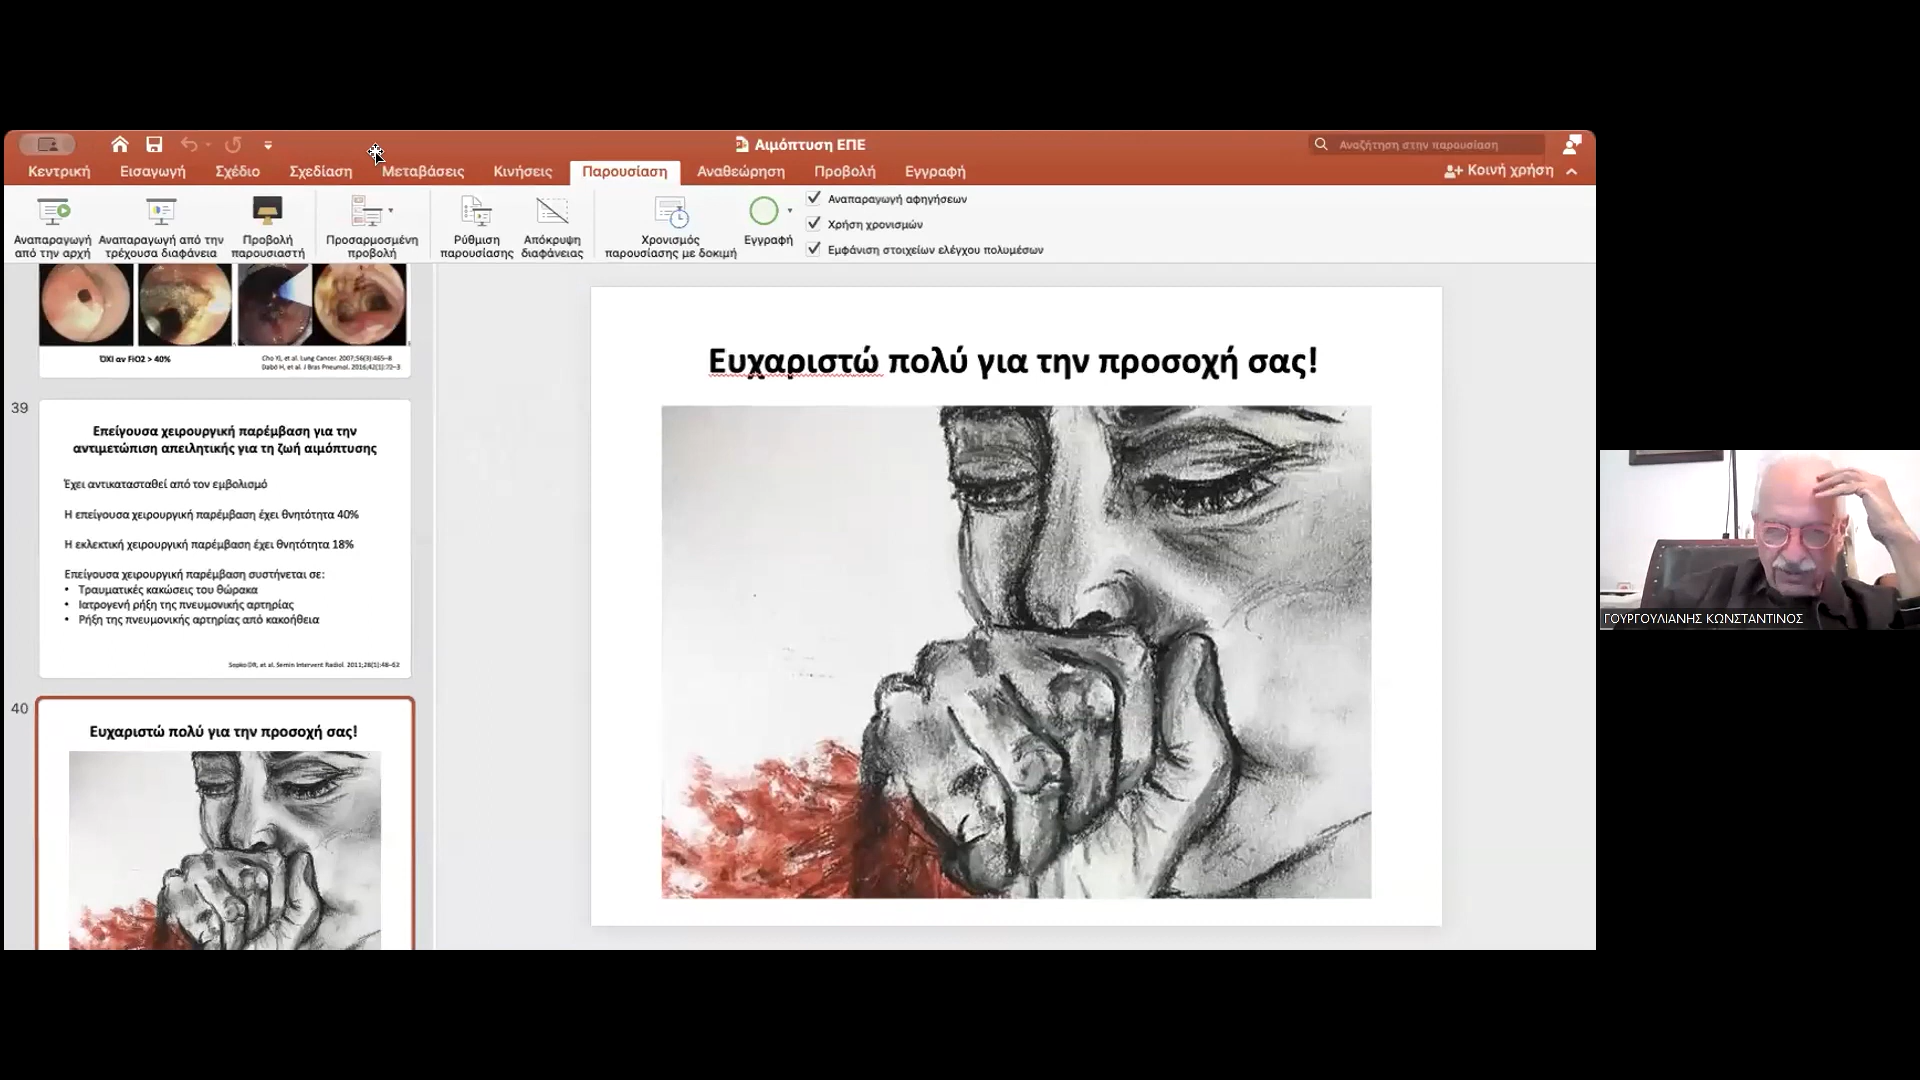 Αιμόπτυση ΕΠΕ
Αναζήτηση στην παρουσίαση
Κεντρική Εισαγωγή Σχέδιο Σχεδίαση Μεταβάσεις Κινήσεις Παρουσίαση Αναθεώρηση Προβολή Εγγραφή Κοινή χρήση
Αναπαραγωγή από την αρχή
Αναπαραγωγή από την τρέχουσα διαφάνεια
Προβολή παρουσιαστή
Προσαρμοσμένη προβολή
Ρύθμιση παρουσίασης
Απόκρυψη διαφάνειας
Χρονισμός παρουσίασης με δοκιμή
Εγγραφή
Αναπαραγωγή αφηγήσεων
Χρήση χρονισμών
Εμφάνιση στοιχείων ελέγχου πολυμέσων
ΌΧΙ αν FiO2 > 40%
Cho YJ, et al. Lung Cancer. 2007;56(3):465–8
Dabó H, et al. J Bras Pneumol. 2016;42(1):72–3
39
Επείγουσα χειρουργική παρέμβαση για την
αντιμετώπιση απειλητικής για τη ζωή αιμόπτυσης
Έχει αντικατασταθεί από τον εμβολισμό
Η επείγουσα χειρουργική παρέμβαση έχει θνητότητα 40%
Η εκλεκτική χειρουργική παρέμβαση έχει θνητότητα 18%
Επείγουσα χειρουργική παρέμβαση συστήνεται σε:
• Τραυματικές κακώσεις του θώρακα
• Ιατρογενή ρήξη της πνευμονικής αρτηρίας
• Ρήξη της πνευμονικής αρτηρίας από κακοήθεια
Sopko DR, et al. Semin Intervent Radiol. 2011;28(1):48–62
40
Ευχαριστώ πολύ για την προσοχή σας!
Ευχαριστώ πολύ για την προσοχή σας!
ΓΟΥΡΓΟΥΛΙΑΝΗΣ ΚΩΝΣΤΑΝΤΙΝΟΣ